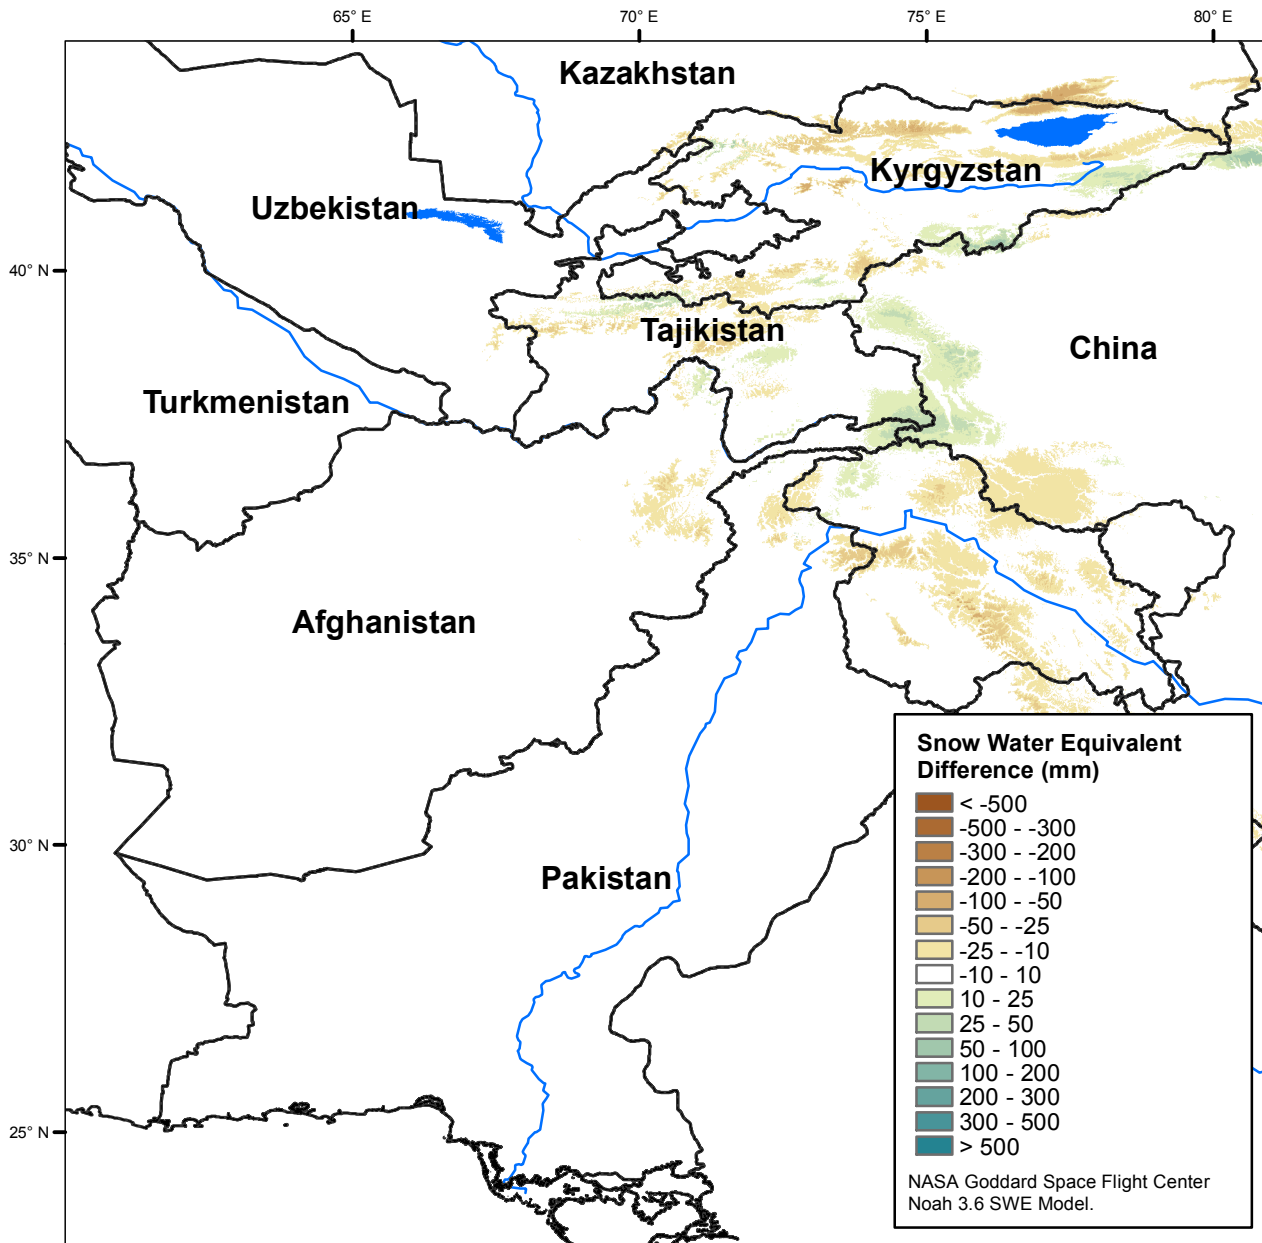 65° E
70° E
75° E
80° E
Kazakhstan
Kyrgyzstan
Uzbekistan
40° N
Tajikistan
China
Turkmenistan
35° N
Afghanistan
Snow Water Equivalent
Difference (mm)
< -500
-500 - -300
-300 - -200
-200 - -100
-100 - -50
-50 - -25
-25 - -10
-10 - 10
10 - 25
25 - 50
50 - 100
100 - 200
200 - 300
300 - 500
> 500
NASA Goddard Space Flight Center
Noah 3.6 SWE Model.
30° N
Pakistan
25° N